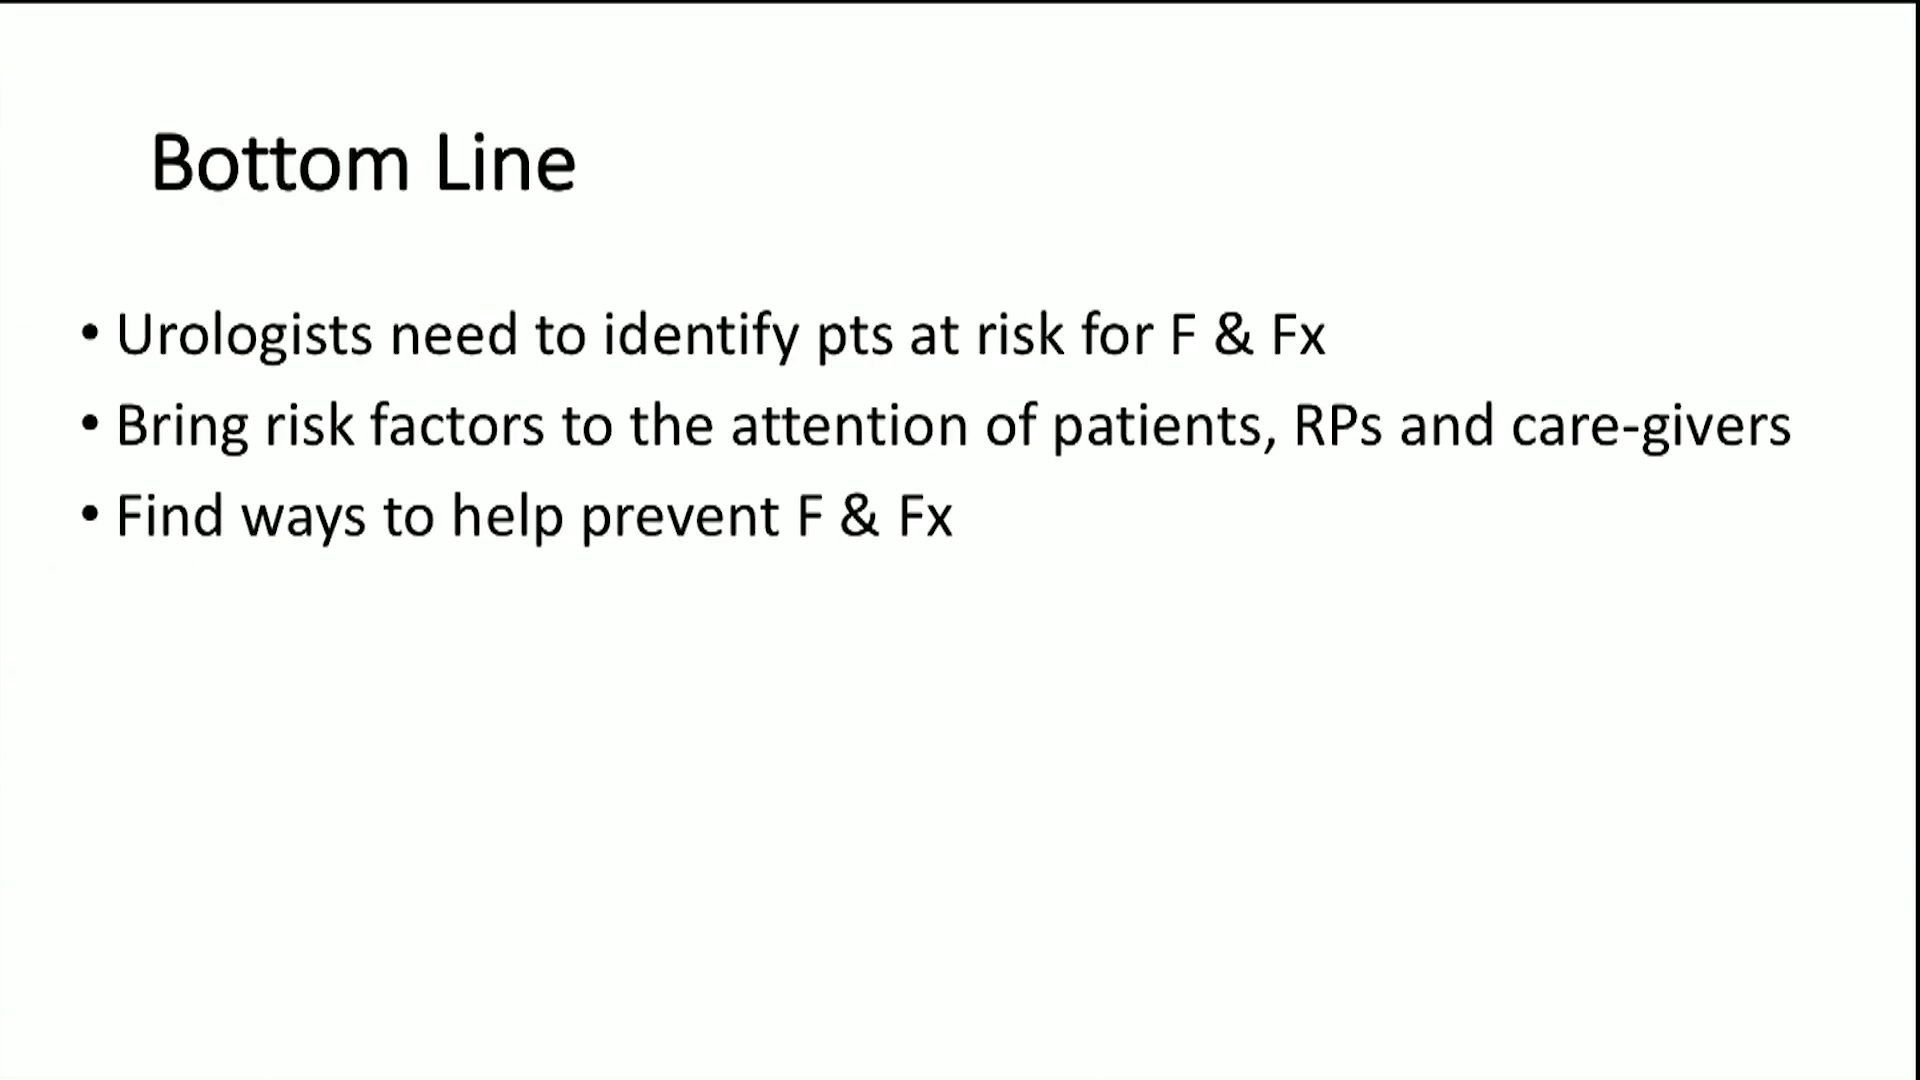 Bottom Line
• Urologists need to identify pts at risk for F & Fx
• Bring risk factors to the attention of patients, RPs and care-givers
• Find ways to help prevent F & Fx